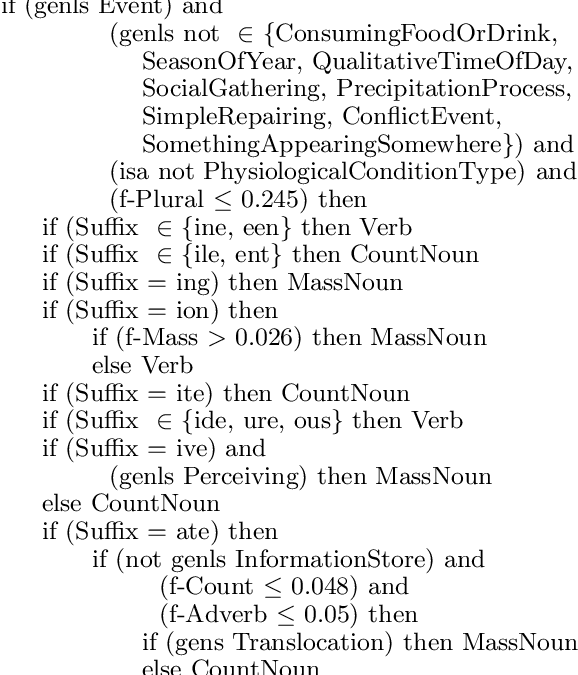 if (genls Event) and
(genls not ∈ {ConsumingFoodOrDrink,
SeasonOfYear, QualitativeTimeOfDay,
SocialGathering, PrecipitationProcess,
SimpleRepairing, ConflictEvent,
SomethingAppearingSomewhere}) and
(isa not PhysiologicalConditionType) and
(f-Plural ≤ 0.245) then
if (Suffix ∈ {ine, een} then Verb
if (Suffix ∈ {ile, ent} then CountNoun
if (Suffix = ing) then MassNoun
if (Suffix = ion) then
if (f-Mass > 0.026) then MassNoun
else Verb
if (Suffix = ite) then CountNoun
if (Suffix ∈ {ide, ure, ous} then Verb
if (Suffix = ive) and
(genls Perceiving) then MassNoun
else CountNoun
if (Suffix = ate) then
if (not genls InformationStore) and
(f-Count ≤ 0.048) and
(f-Adverb ≤ 0.05) then
if (gens Translocation) then MassNoun
else CountNoun